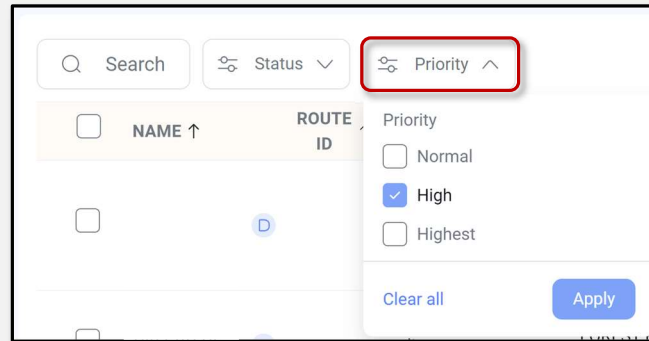 Search Status Priority
NAME ↑ ROUTE ID
Priority
Normal
High
D
Highest
Clear all Apply